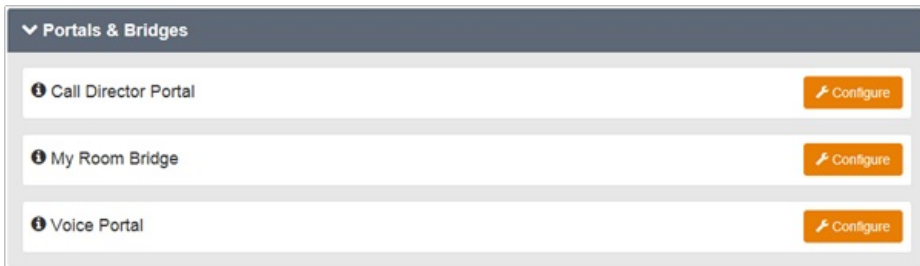 Portals & Bridges
Call Director Portal Configure
My Room Bridge Configure
Voice Portal Configure